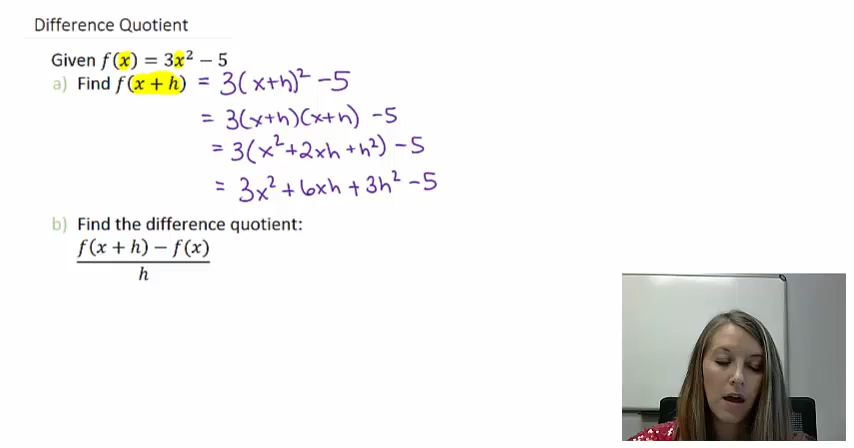 Difference Quotient
Given f(x) = 3x² − 5
a) Find f(x + h) = 3(x+h)² −5
= 3(x+h)(x+h) −5
= 3(x²+2xh+h²) −5
= 3x²+6xh+3h²−5
b) Find the difference quotient:
f(x + h) − f(x)
h